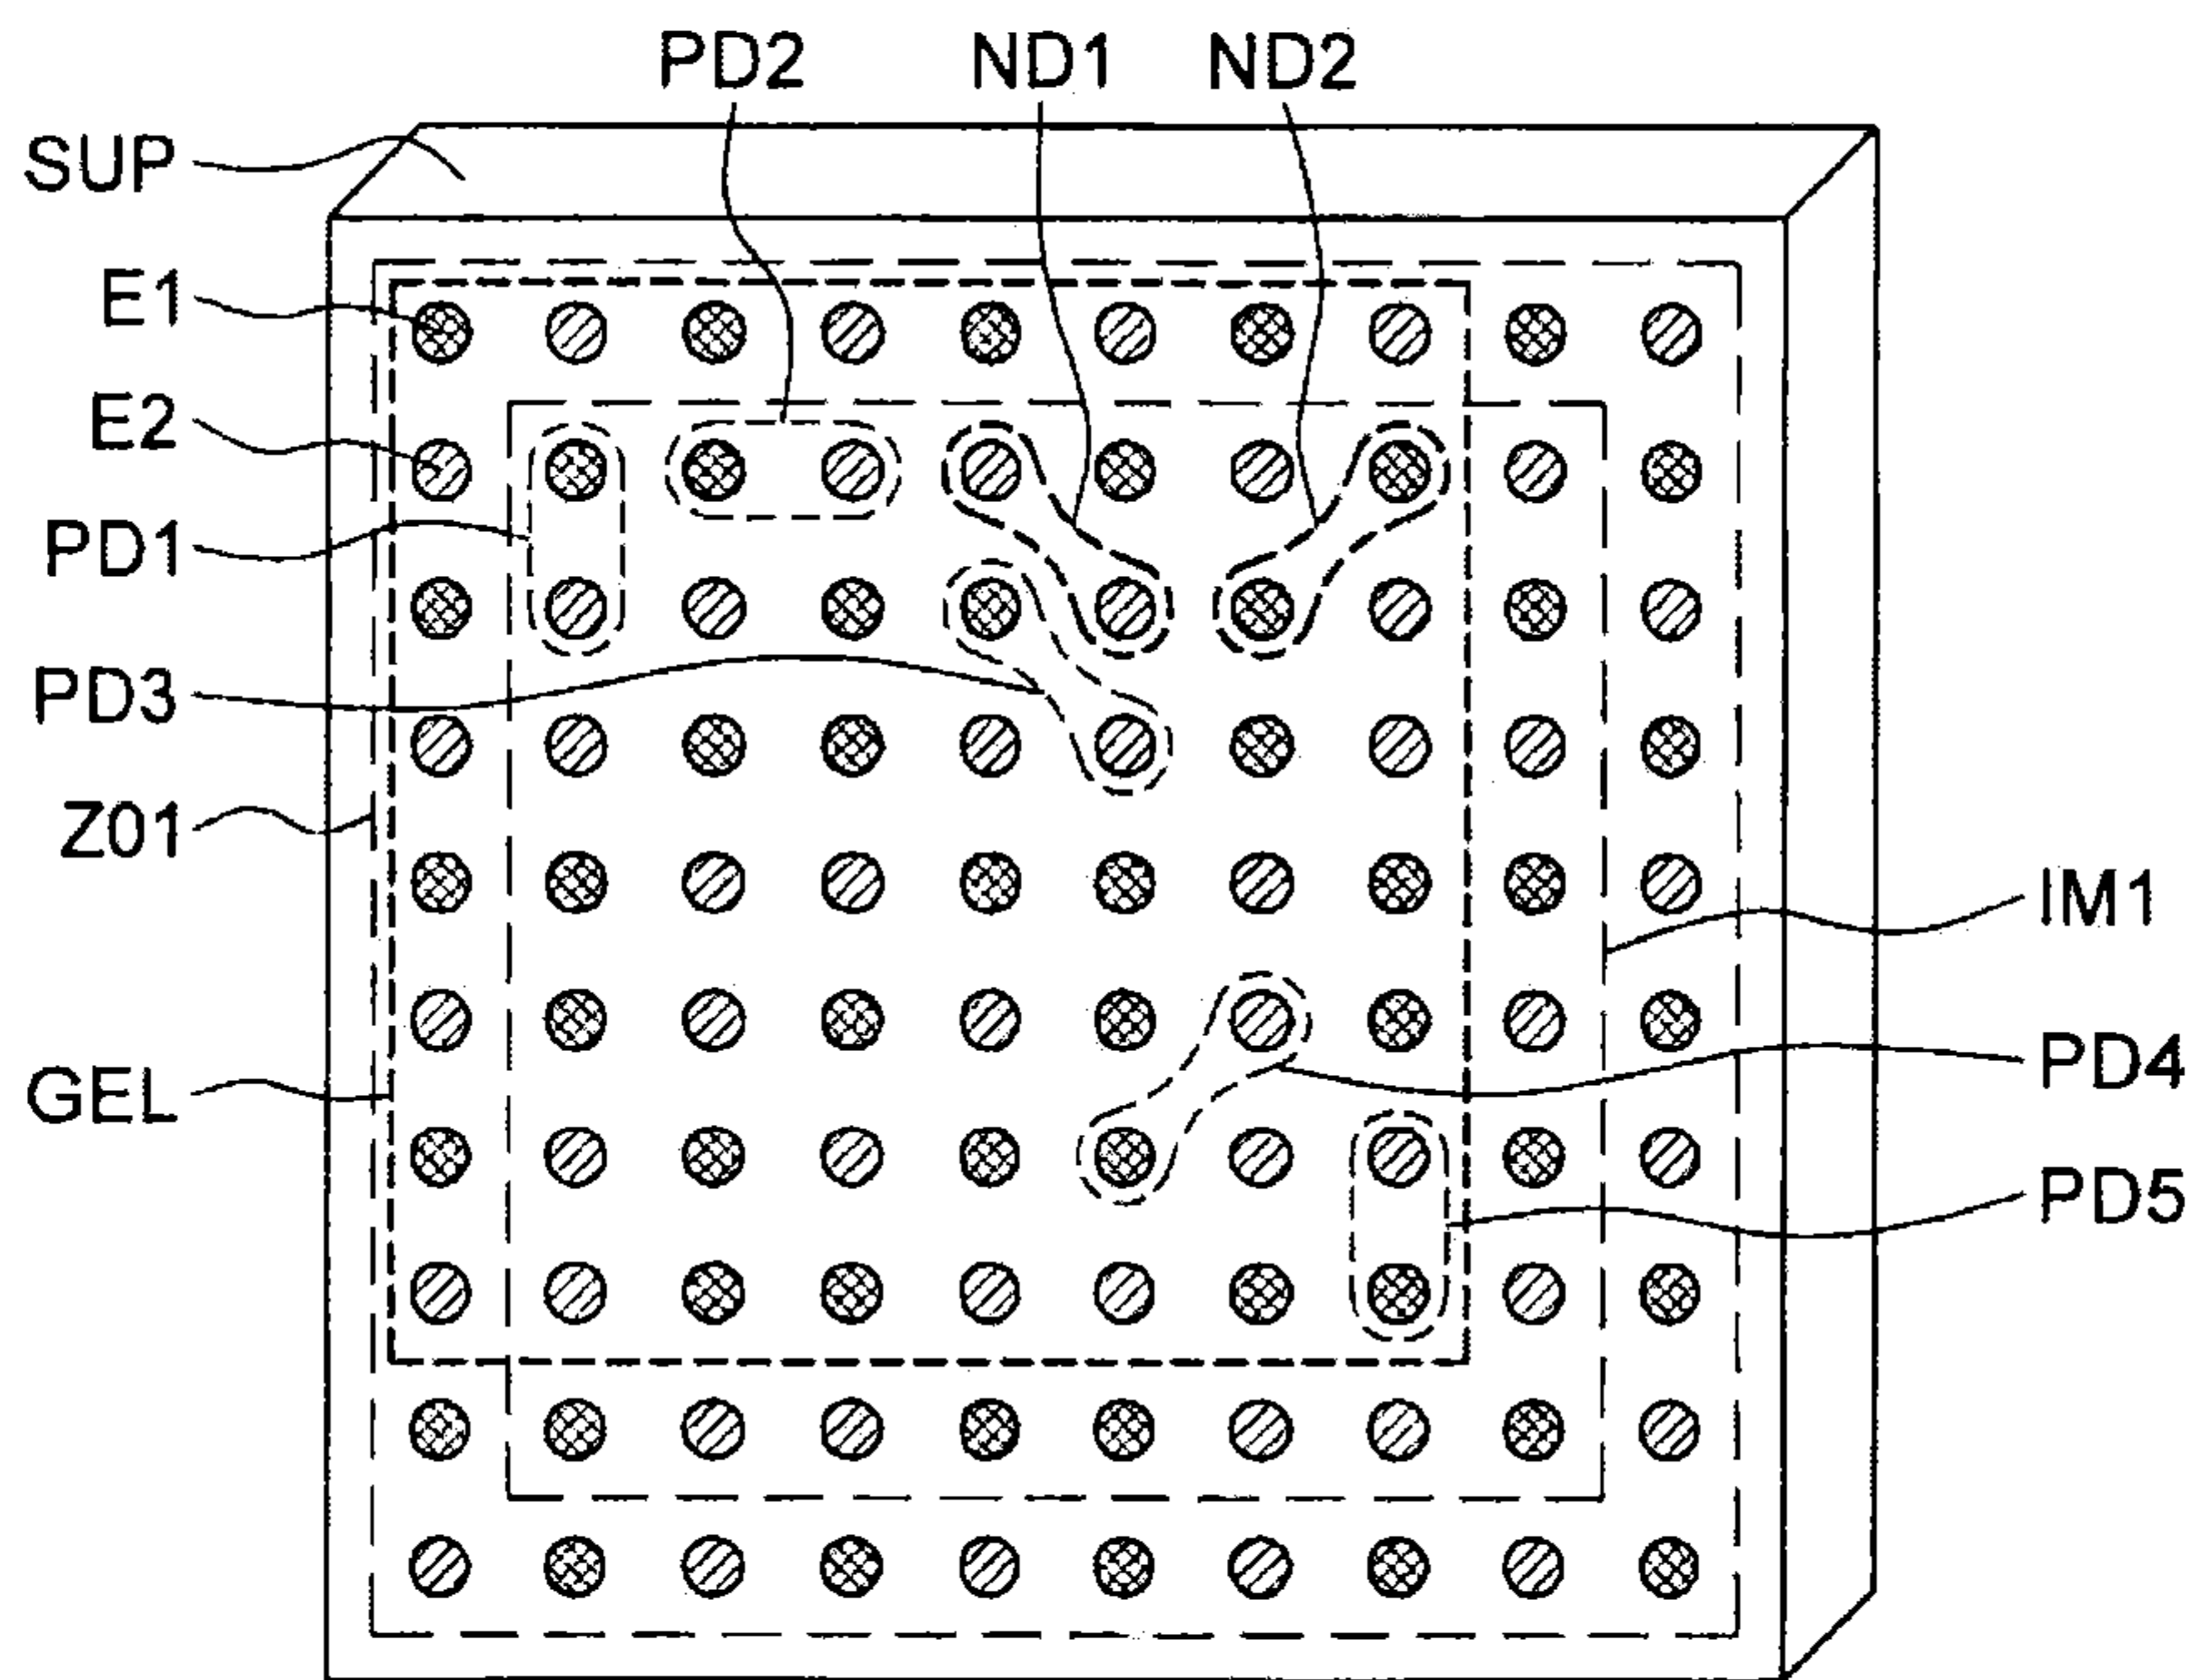 PD2 ND1 ND2
SUP
E1
E2
PD1
PD3
Z01
IM1
GEL
PD4
PD5